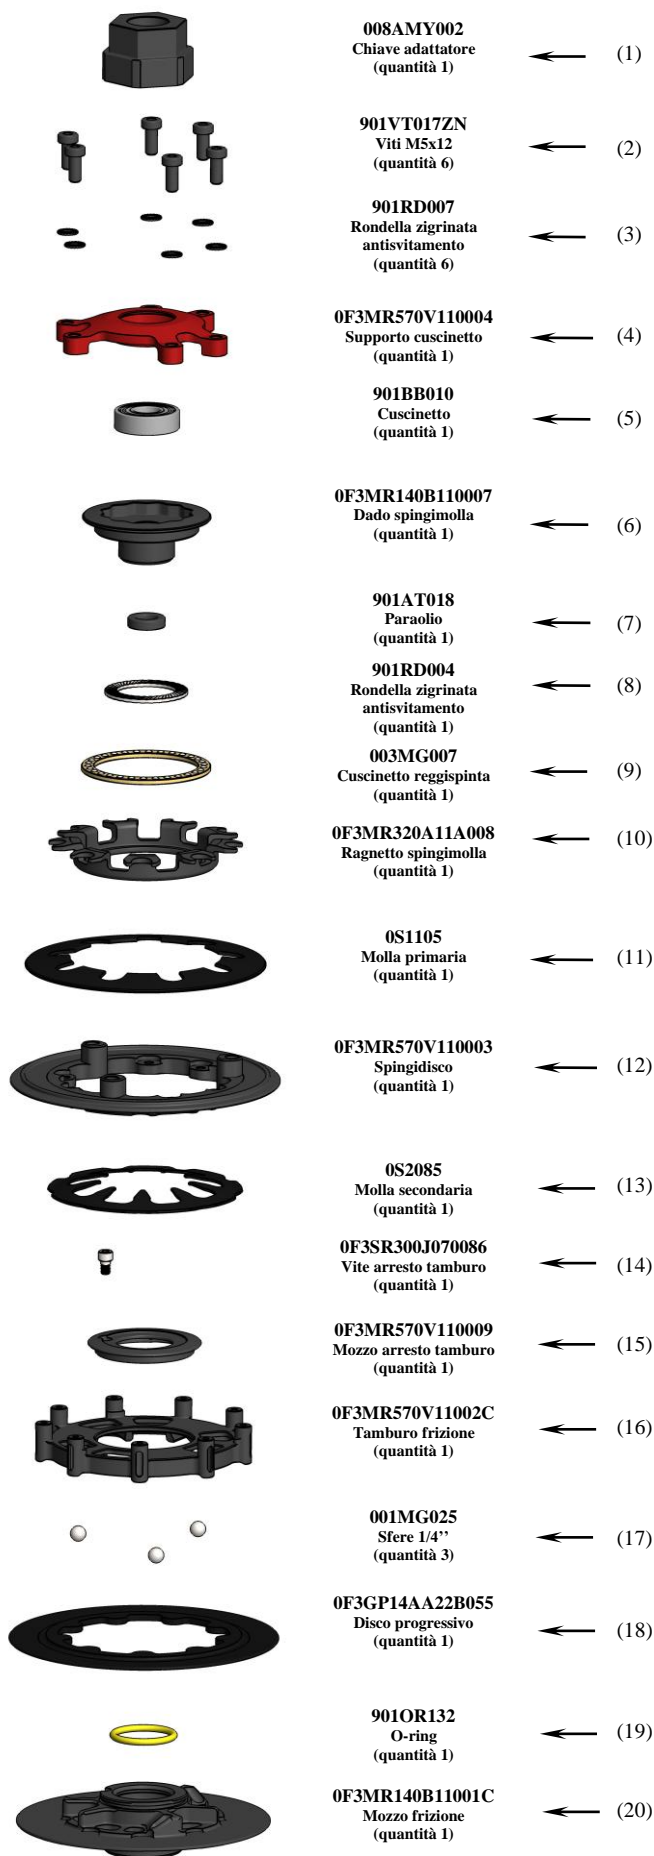 008AMY002
Chiave adattatore
(quantità 1)
(1)
901VT017ZN
Viti M5x12
(quantità 6)
(2)
901RD007
Rondella zigrinata
antisvitamento
(quantità 6)
(3)
0F3MR570V110004
Supporto cuscinetto
(quantità 1)
(4)
901BB010
Cuscinetto
(quantità 1)
(5)
0F3MR140B110007
Dado spingimolla
(quantità 1)
(6)
901AT018
Paraolio
(quantità 1)
(7)
901RD004
Rondella zigrinata
antisvitamento
(quantità 1)
(8)
003MG007
Cuscinetto reggispinta
(quantità 1)
(9)
0F3MR320A11A008
Ragnetto spingimolla
(quantità 1)
(10)
0S1105
Molla primaria
(quantità 1)
(11)
0F3MR570V110003
Spingidisco
(quantità 1)
(12)
0S2085
Molla secondaria
(quantità 1)
(13)
0F3SR300J070086
Vite arresto tamburo
(quantità 1)
(14)
0F3MR570V110009
Mozzo arresto tamburo
(quantità 1)
(15)
0F3MR570V11002C
Tamburo frizione
(quantità 1)
(16)
001MG025
Sfere 1/4’’
(quantità 3)
(17)
0F3GP14AA22B055
Disco progressivo
(quantità 1)
(18)
901OR132
O-ring
(quantità 1)
(19)
0F3MR140B11001C
Mozzo frizione
(quantità 1)
(20)